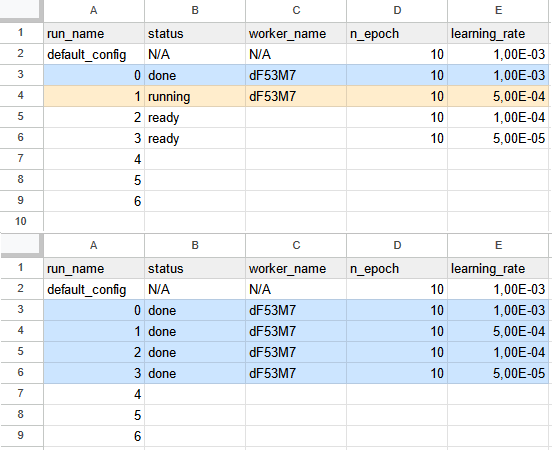 A B C D E
1 run_name status worker_name n_epoch learning_rate
2 default_config N/A N/A 10 1,00E-03
3 0 done dF53M7 10 1,00E-03
4 1 running dF53M7 10 5,00E-04
5 2 ready 10 1,00E-04
6 3 ready 10 5,00E-05
7 4
8 5
9 6
10
A B C D E
1 run_name status worker_name n_epoch learning_rate
2 default_config N/A N/A 10 1,00E-03
3 0 done dF53M7 10 1,00E-03
4 1 done dF53M7 10 5,00E-04
5 2 done dF53M7 10 1,00E-04
6 3 done dF53M7 10 5,00E-05
7 4
8 5
9 6